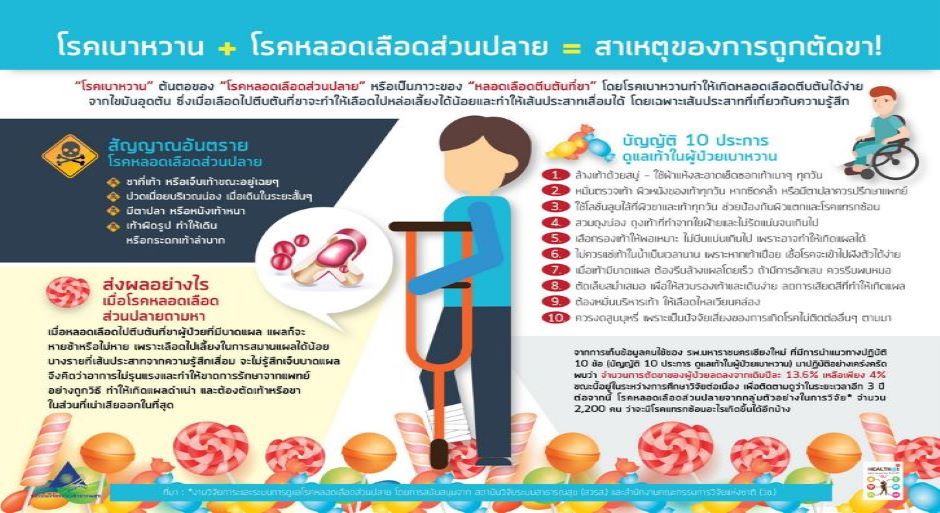 โรคเบาหวาน + โรคหลอดเลือดส่วนปลาย = สาเหตุของการถูกตัดขา!
"โรคเบาหวาน" ต้นตอของ "โรคหลอดเลือดส่วนปลาย" หรือเป็นภาวะของ "หลอดเลือดตีบตันที่ขา" โดยโรคเบาหวานทำให้เกิดหลอดเลือดตีบตันได้ง่าย
จากไขมันอุดตัน ซึ่งเมื่อเลือดไปตีบตันที่ขาจะทำให้เลือดไปหล่อเลี้ยงได้น้อยและทำให้เส้นประสาทเสื่อมได้ โดยเฉพาะเส้นประสาทที่เกี่ยวกับความรู้สึก
สัญญาณอันตราย
โรคหลอดเลือดส่วนปลาย
ชาที่เท้า หรือเจ็บเท้าขณะอยู่เฉยๆ
ปวดเมื่อยบริเวณน่อง เมื่อเดินในระยะสั้นๆ
มีตาปลา หรือหนังเท้าหนา
เท้าผิดรูป ทำให้เดิน
หรือกระดกเท้าลำบาก
ส่งผลอย่างไร
เมื่อโรคหลอดเลือด
ส่วนปลายตามหา
เมื่อหลอดเลือดไปตีบตันที่ขาผู้ป่วยที่มีบาดแผล แผลก็จะ
หายช้าหรือไม่หาย เพราะเลือดไปเลี้ยงในการสมานแผลได้น้อย
บางรายที่เส้นประสาทจากความรู้สึกเสื่อม จะไม่รู้สึกเจ็บบาดแผล
จึงคิดว่าอาการไม่รุนแรงและทำให้ขาดการรักษาจากแพทย์
อย่างถูกวิธี ทำให้เกิดแผลดำเน่า และต้องตัดเท้าหรือขา
ในส่วนที่เน่าเสียออกในที่สุด
บัญญัติ 10 ประการ
ดูแลเท้าในผู้ป่วยเบาหวาน
1. ล้างเท้าด้วยสบู่ - ใช้ผ้าแห้งสะอาดเช็ดซอกเท้าเบาๆ ทุกวัน
2. หมั่นตรวจเท้า ผิวหนังของเท้าทุกวัน หากซีดคล้ำ หรือมีตาปลาควรปรึกษาแพทย์
3. ใช้โลชั่นลูบไล้ที่ผิวขาและเท้าทุกวัน ช่วยป้องกันผิวแตกและโรคแทรกซ้อน
4. สวมถุงน่อง ถุงเท้าที่ทำจากใยฝ้ายและไม่รัดแน่นจนเกินไป
5. เลือกรองเท้าให้พอเหมาะ ไม่บีบแน่นเกินไป เพราะอาจทำให้เกิดแผลได้
6. ไม่ควรแช่เท้าในน้ำเป็นเวลานาน เพราะหากเท้าเปื่อย เชื้อโรคจะเข้าไปฝังตัวได้ง่าย
7. เมื่อเท้ามีบาดแผล ต้องรีบล้างแผลโดยเร็ว ถ้ามีการอักเสบ ควรรีบพบหมอ
8. ตัดเล็บสม่ำเสมอ เพื่อให้สวมรองเท้าและเดินง่าย ลดการเสียดสีที่ทำให้เกิดแผล
9. ต้องหมั่นบริหารเท้า ให้เลือดไหลเวียนคล่อง
10. ควรงดสูบบุหรี่ เพราะเป็นปัจจัยเสี่ยงของการเกิดโรคไม่ติดต่ออื่นๆ ตามมา
จากการเก็บข้อมูลคนไข้ของ รพ.มหาราชนครเชียงใหม่ ที่มีการนำแนวทางปฏิบัติ
10 ข้อ (บัญญัติ 10 ประการ ดูแลเท้าในผู้ป่วยเบาหวาน) มาปฏิบัติอย่างเคร่งครัด
พบว่า จำนวนการตัดขาของผู้ป่วยลดลงจากเดิมปีละ 13.6% เหลือเพียง 4%
ขณะนี้อยู่ในระหว่างการศึกษาวิจัยต่อเนื่อง เพื่อติดตามดูว่าในระยะเวลาอีก 3 ปี
ต่อจากนี้ โรคหลอดเลือดส่วนปลายจากกลุ่มตัวอย่างในการวิจัย* จำนวน
2,200 คน ว่าจะมีโรคแทรกซ้อนอะไรเกิดขึ้นได้อีกบ้าง
ที่มา : *งานวิจัยภาระและระบบการดูแลโรคหลอดเลือดส่วนปลาย โดยการสนับสนุนจาก สถาบันวิจัยระบบสาธารณสุข (สวรส.) และสำนักงานคณะกรรมการวิจัยแห่งชาติ (วช.)